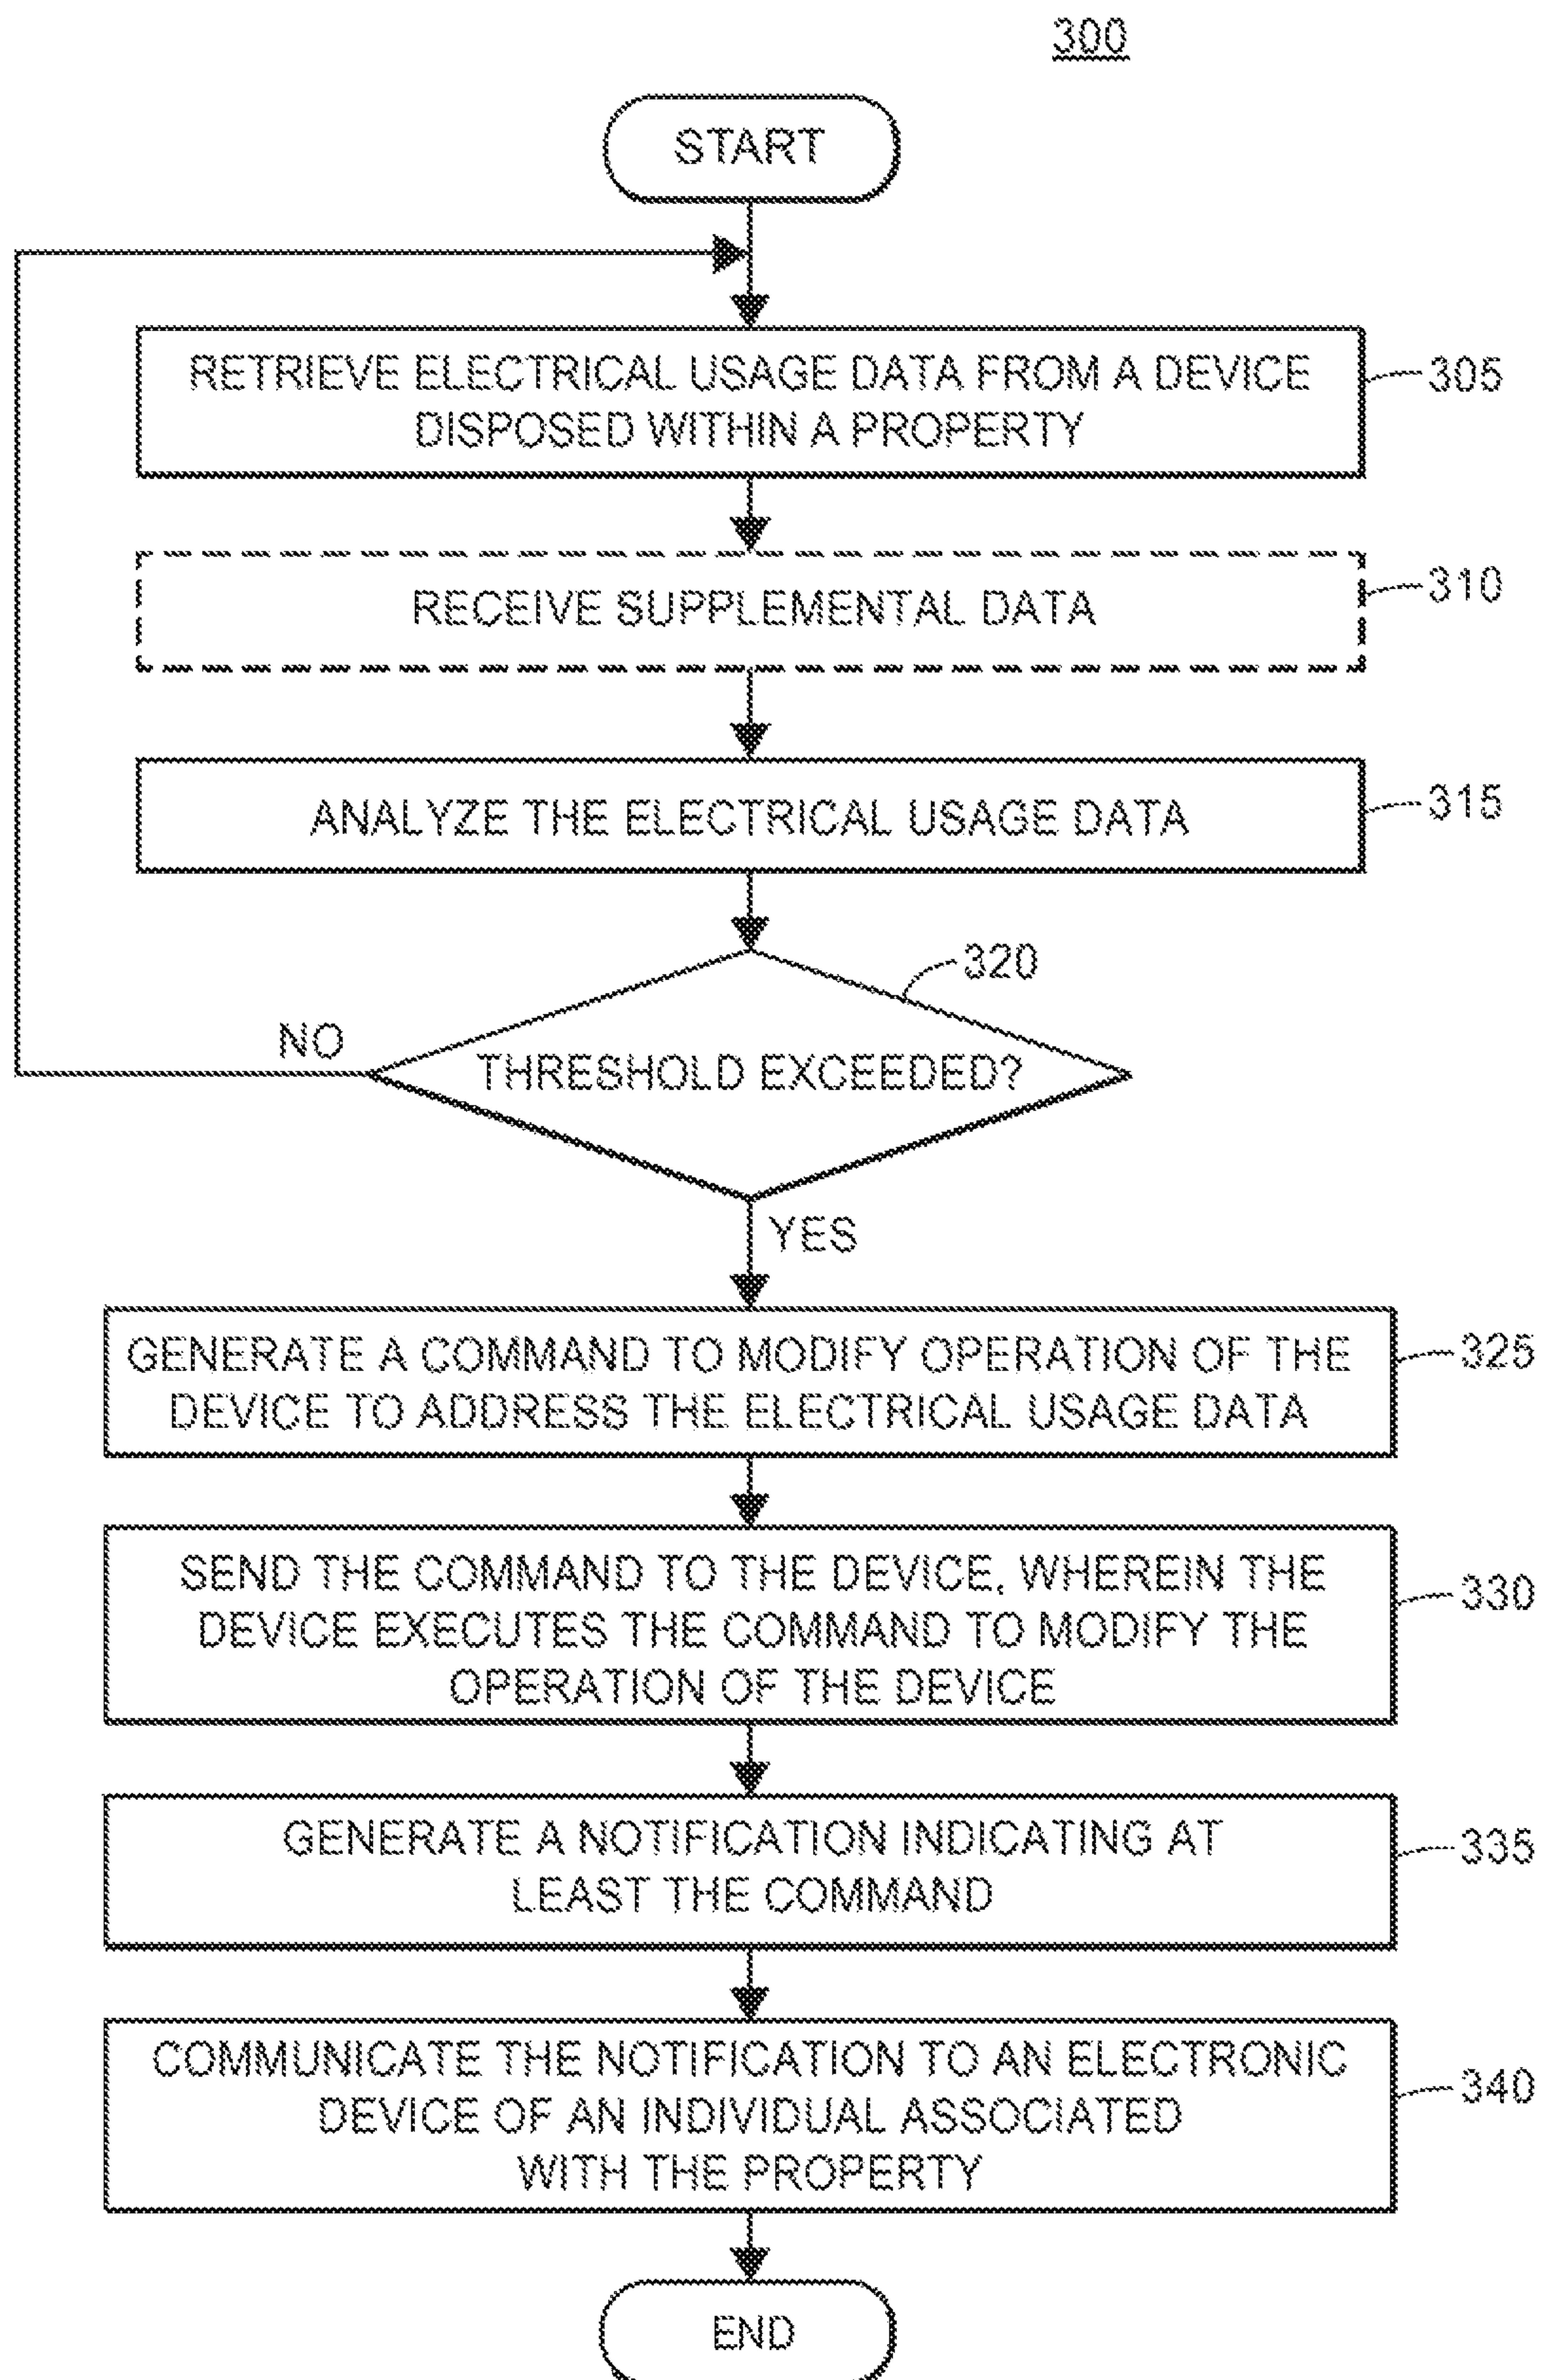 300
START
RETRIEVE ELECTRICAL USAGE DATA FROM A DEVICE
DISPOSED WITHIN A PROPERTY
305
RECEIVE SUPPLEMENTAL DATA
310
ANALYZE THE ELECTRICAL USAGE DATA
315
320
THRESHOLD EXCEEDED?
NO
YES
GENERATE A COMMAND TO MODIFY OPERATION OF THE
DEVICE TO ADDRESS THE ELECTRICAL USAGE DATA
325
SEND THE COMMAND TO THE DEVICE, WHEREIN THE
DEVICE EXECUTES THE COMMAND TO MODIFY THE
OPERATION OF THE DEVICE
330
GENERATE A NOTIFICATION INDICATING AT
LEAST THE COMMAND
335
COMMUNICATE THE NOTIFICATION TO AN ELECTRONIC
DEVICE OF AN INDIVIDUAL ASSOCIATED
WITH THE PROPERTY
340
END